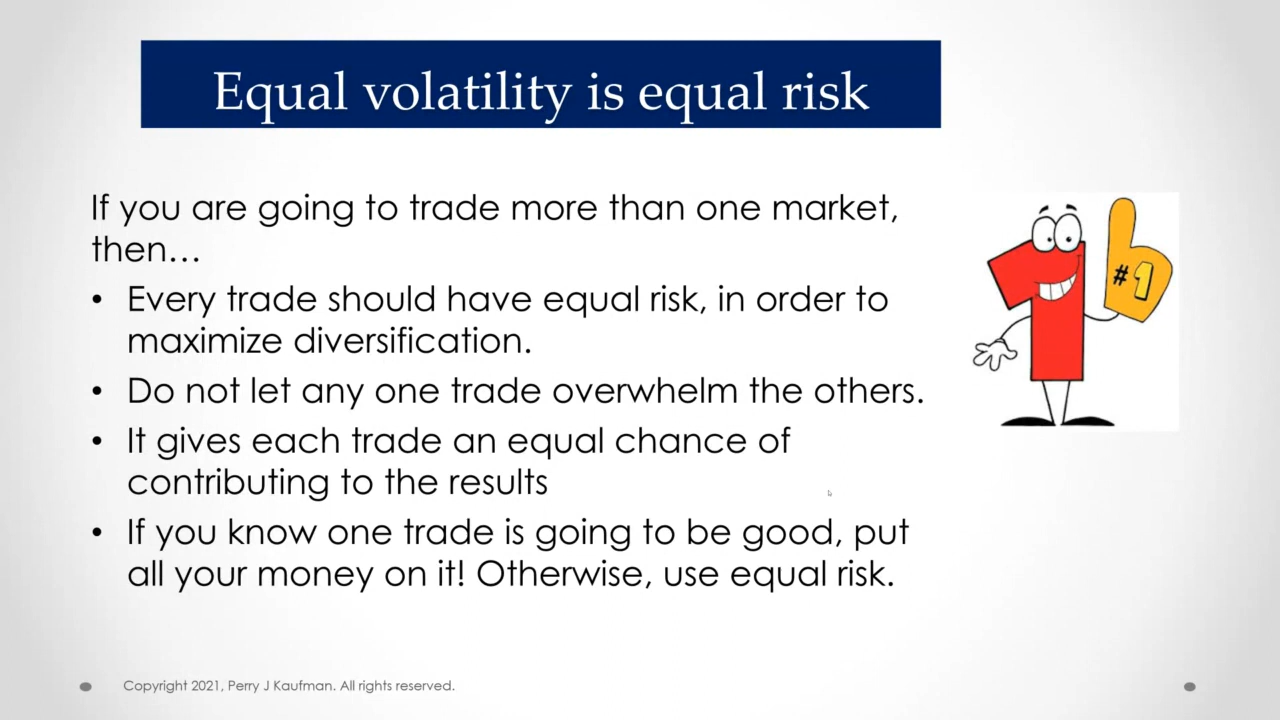 Equal volatility is equal risk
If you are going to trade more than one market,
then...
• Every trade should have equal risk, in order to
maximize diversification.
• Do not let any one trade overwhelm the others.
• It gives each trade an equal chance of
contributing to the results
• If you know one trade is going to be good, put
all your money on it! Otherwise, use equal risk.
#1
Copyright 2021, Perry J Kaufman. All rights reserved.